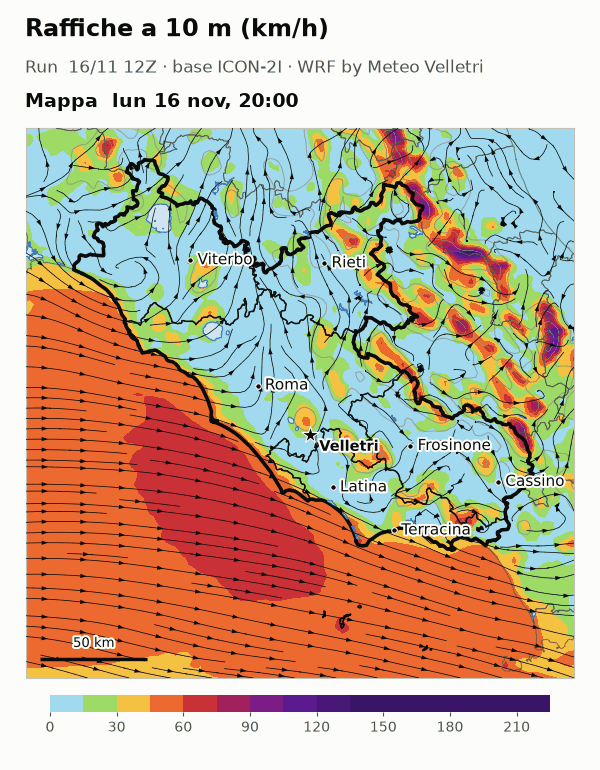 Raffiche a 10 m (km/h)
Run  16/11 12Z · base ICON-2I · WRF by Meteo Velletri
Mappa  lun 16 nov, 20:00
Viterbo
Rieti
Roma
Velletri
Frosinone
Latina
Cassino
Terracina
50 km
0 30 60 90 120 150 180 210